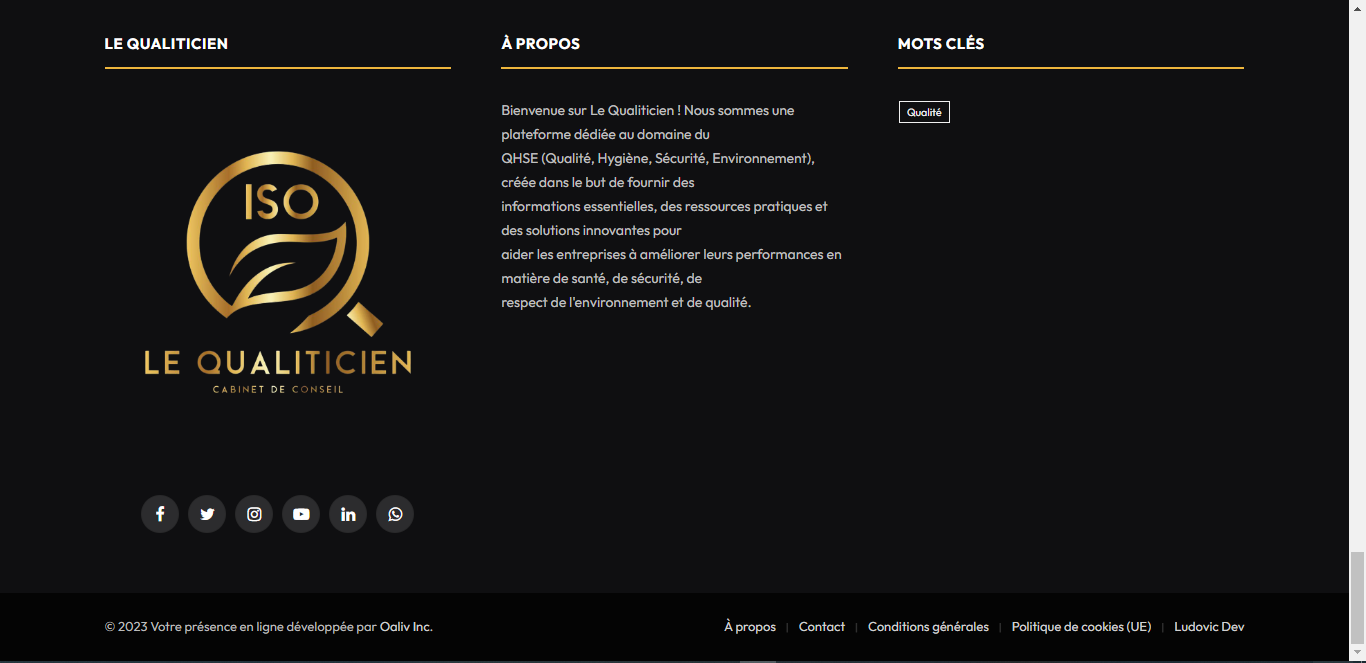 LE QUALITICIEN
ISO
LE QUALITICIEN
CABINET DE CONSEIL
À PROPOS
Bienvenue sur Le Qualiticien ! Nous sommes une
plateforme dédiée au domaine du
QHSE (Qualité, Hygiène, Sécurité, Environnement),
créée dans le but de fournir des
informations essentielles, des ressources pratiques et
des solutions innovantes pour
aider les entreprises à améliorer leurs performances en
matière de santé, de sécurité, de
respect de l'environnement et de qualité.
MOTS CLÉS
Qualité
© 2023 Votre présence en ligne développée par Oaliv Inc.
À propos | Contact | Conditions générales | Politique de cookies (UE) | Ludovic Dev